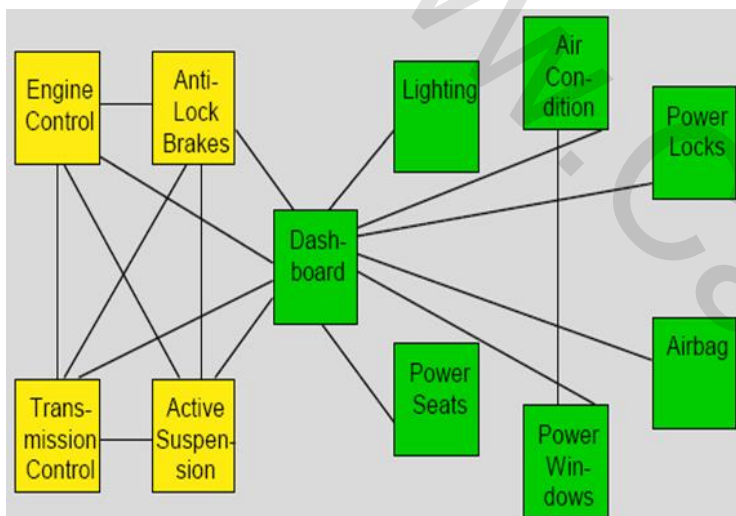 Engine
Control
Anti-
Lock
Brakes
Lighting
Air
Con-
dition
Power
Locks
Dash-
board
Trans-
mission
Control
Active
Suspen-
sion
Power
Seats
Power
Win-
dows
Airbag